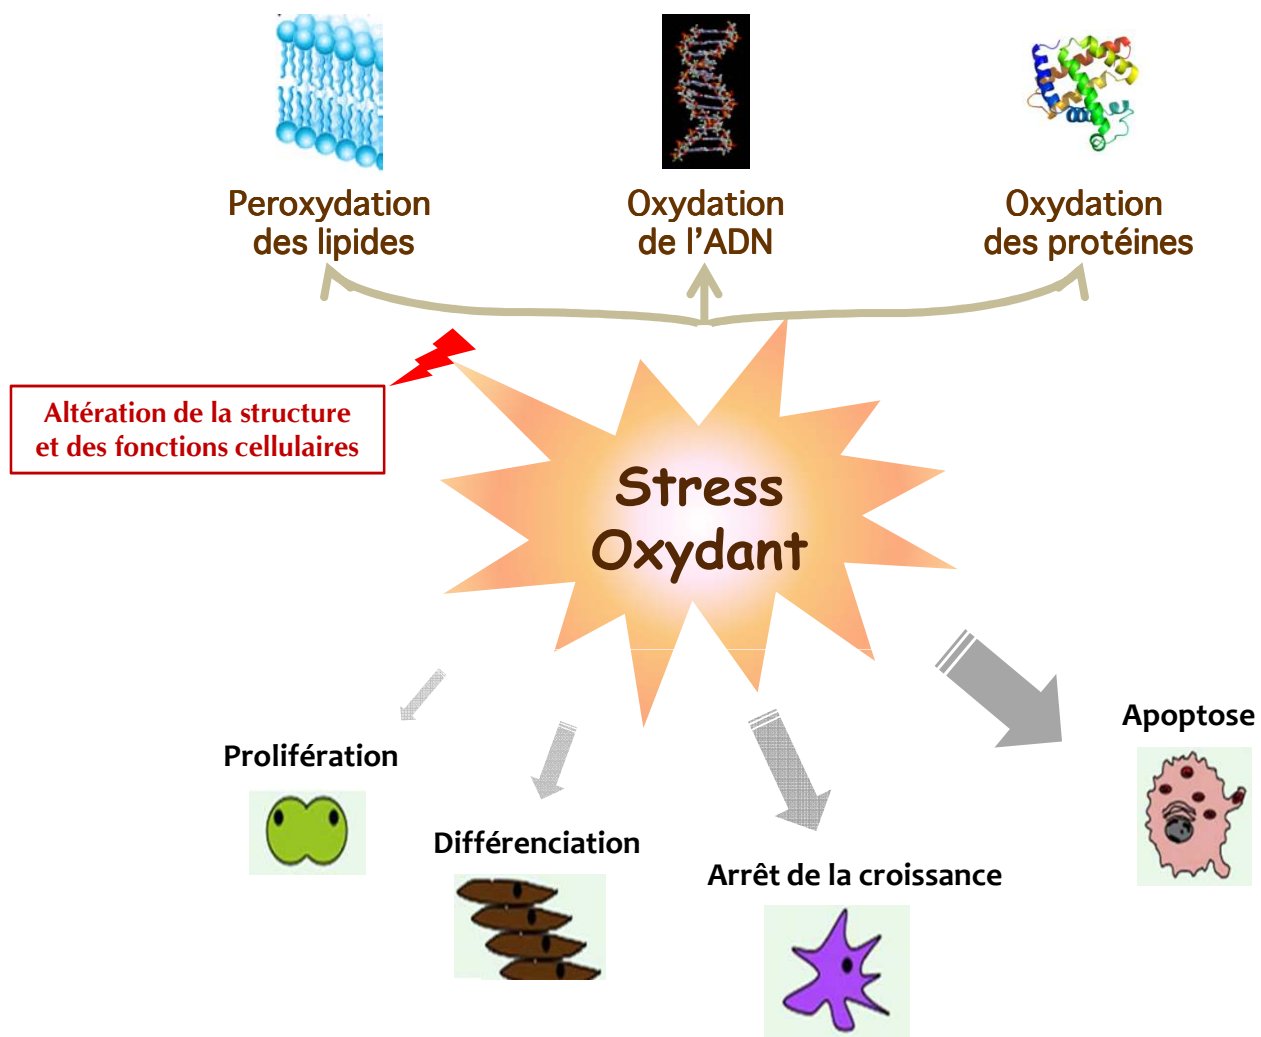 Peroxydation
des lipides
Oxydation
de l'ADN
Oxydation
des protéines
Altération de la structure
et des fonctions cellulaires
Stress
Oxydant
Prolifération
Différenciation
Arrêt de la croissance
Apoptose